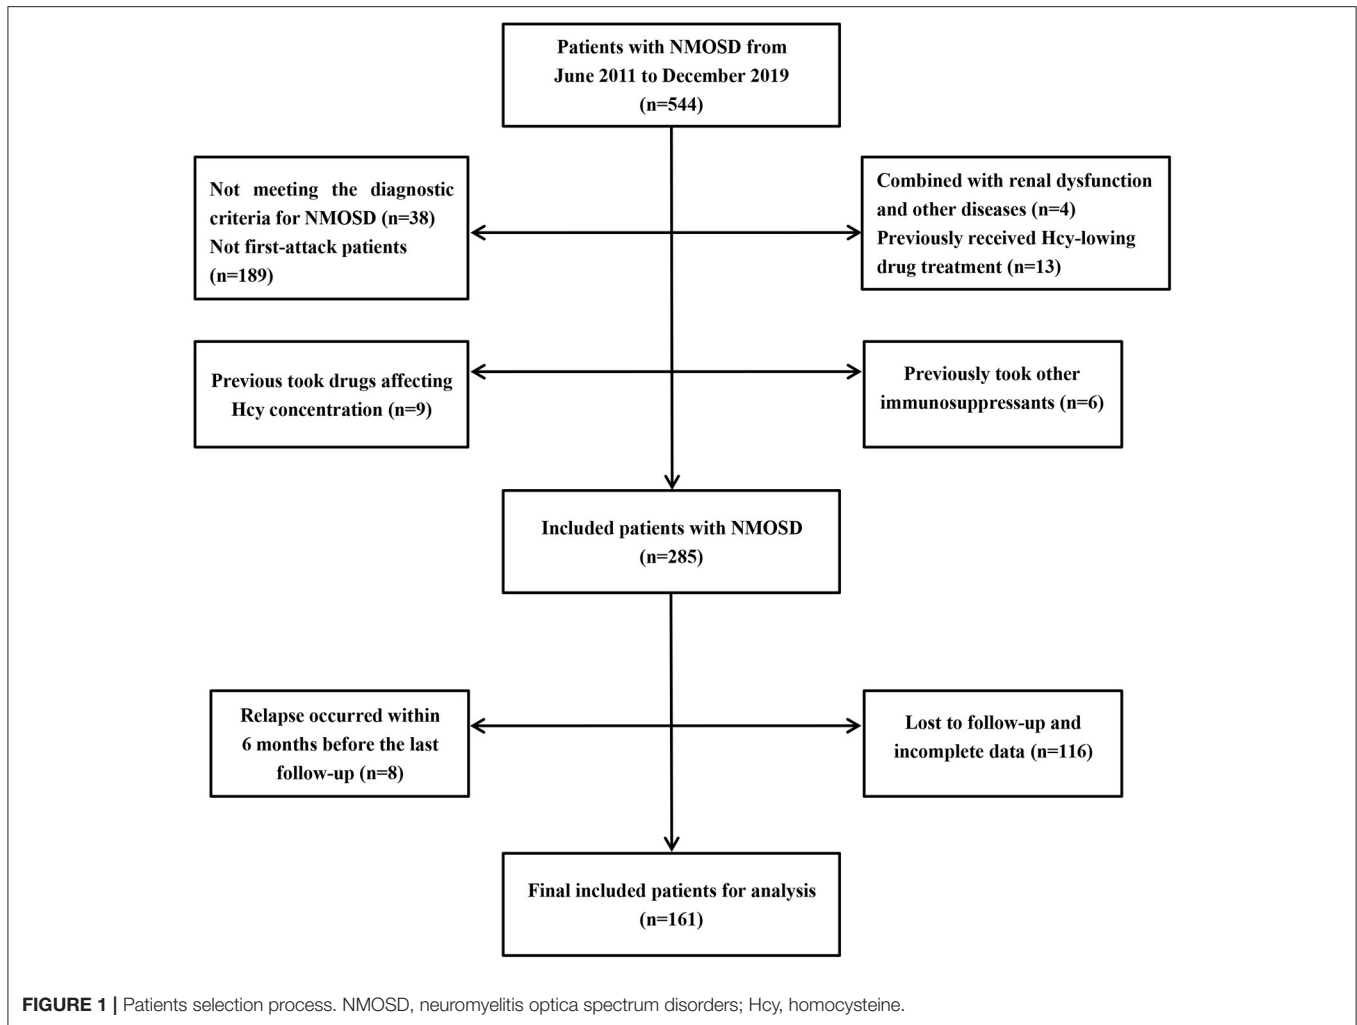 Patients with NMOSD from
June 2011 to December 2019
(n=544)
Not meeting the diagnostic
criteria for NMOSD (n=38)
Not first-attack patients
(n=189)
Combined with renal dysfunction
and other diseases (n=4)
Previously received Hcy-lowing
drug treatment (n=13)
Previous took drugs affecting
Hcy concentration (n=9)
Previously took other
immunosuppressants (n=6)
Included patients with NMOSD
(n=285)
Relapse occurred within
6 months before the last
follow-up (n=8)
Lost to follow-up and
incomplete data (n=116)
Final included patients for analysis
(n=161)
FIGURE 1 | Patients selection process. NMOSD, neuromyelitis optica spectrum disorders; Hcy, homocysteine.